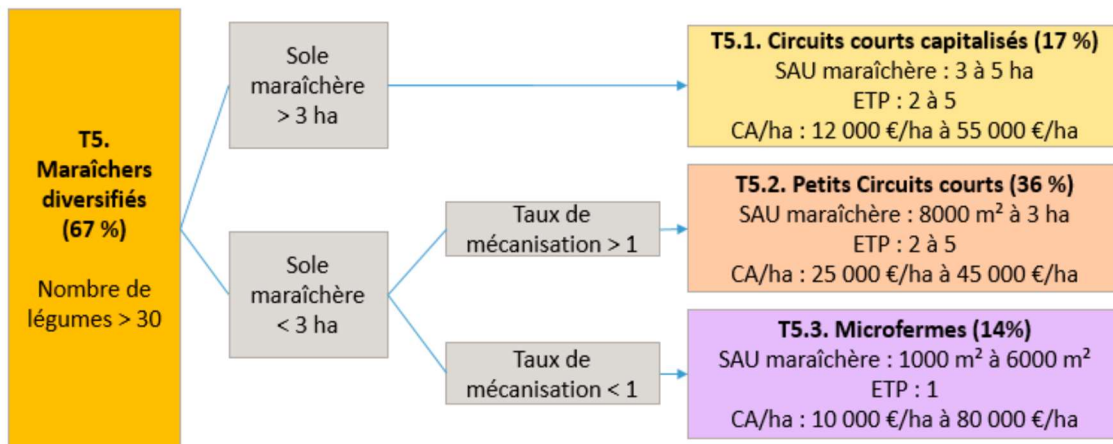 T5.
Maraîchers
diversifiés
(67 %)
Nombre de
légumes > 30
Sole
maraîchère
> 3 ha
Sole
maraîchère
< 3 ha
Taux de
mécanisation > 1
Taux de
mécanisation < 1
T5.1. Circuits courts capitalisés (17 %)
SAU maraîchère : 3 à 5 ha
ETP : 2 à 5
CA/ha : 12 000 €/ha à 55 000 €/ha
T5.2. Petits Circuits courts (36 %)
SAU maraîchère : 8000 m² à 3 ha
ETP : 2 à 5
CA/ha : 25 000 €/ha à 45 000 €/ha
T5.3. Microfermes (14%)
SAU maraîchère : 1000 m² à 6000 m²
ETP : 1
CA/ha : 10 000 €/ha à 80 000 €/ha